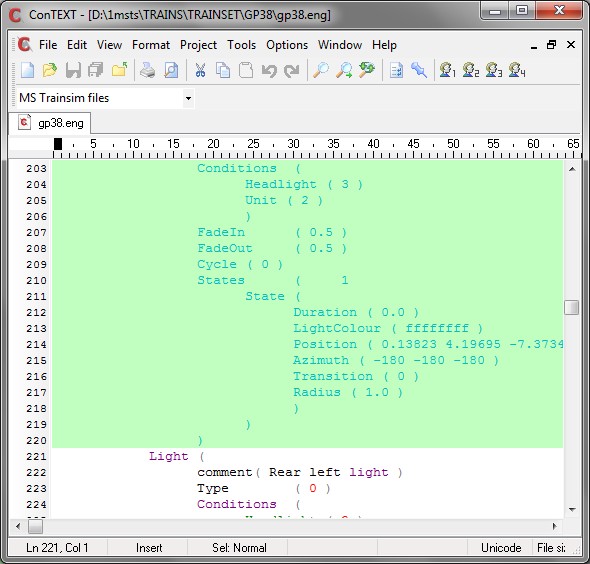 ConTEXT - [D:\1msts\TRAINS\TRAINSET\GP38\gp38.eng]
File Edit View Format Project Tools Options Window Help
1 2 3 4
MS Trainsim files
gp38.eng
5 10 15 20 25 30 35 40 45 50 55 60 65
203 Conditions (
204 Headlight ( 3 )
205 Unit ( 2 )
206 )
207 FadeIn ( 0.5 )
208 FadeOut ( 0.5 )
209 Cycle ( 0 )
210 States ( 1
211 State (
212 Duration ( 0.0 )
213 LightColour ( ffffffff )
214 Position ( 0.13823 4.19695 -7.3734
215 Azimuth ( -180 -180 -180 )
216 Transition ( 0 )
217 Radius ( 1.0 )
218 )
219 )
220 )
221 Light (
222 comment( Rear left light )
223 Type ( 0 )
224 Conditions (
Ln 221, Col 1 Insert Sel: Normal Unicode File si: